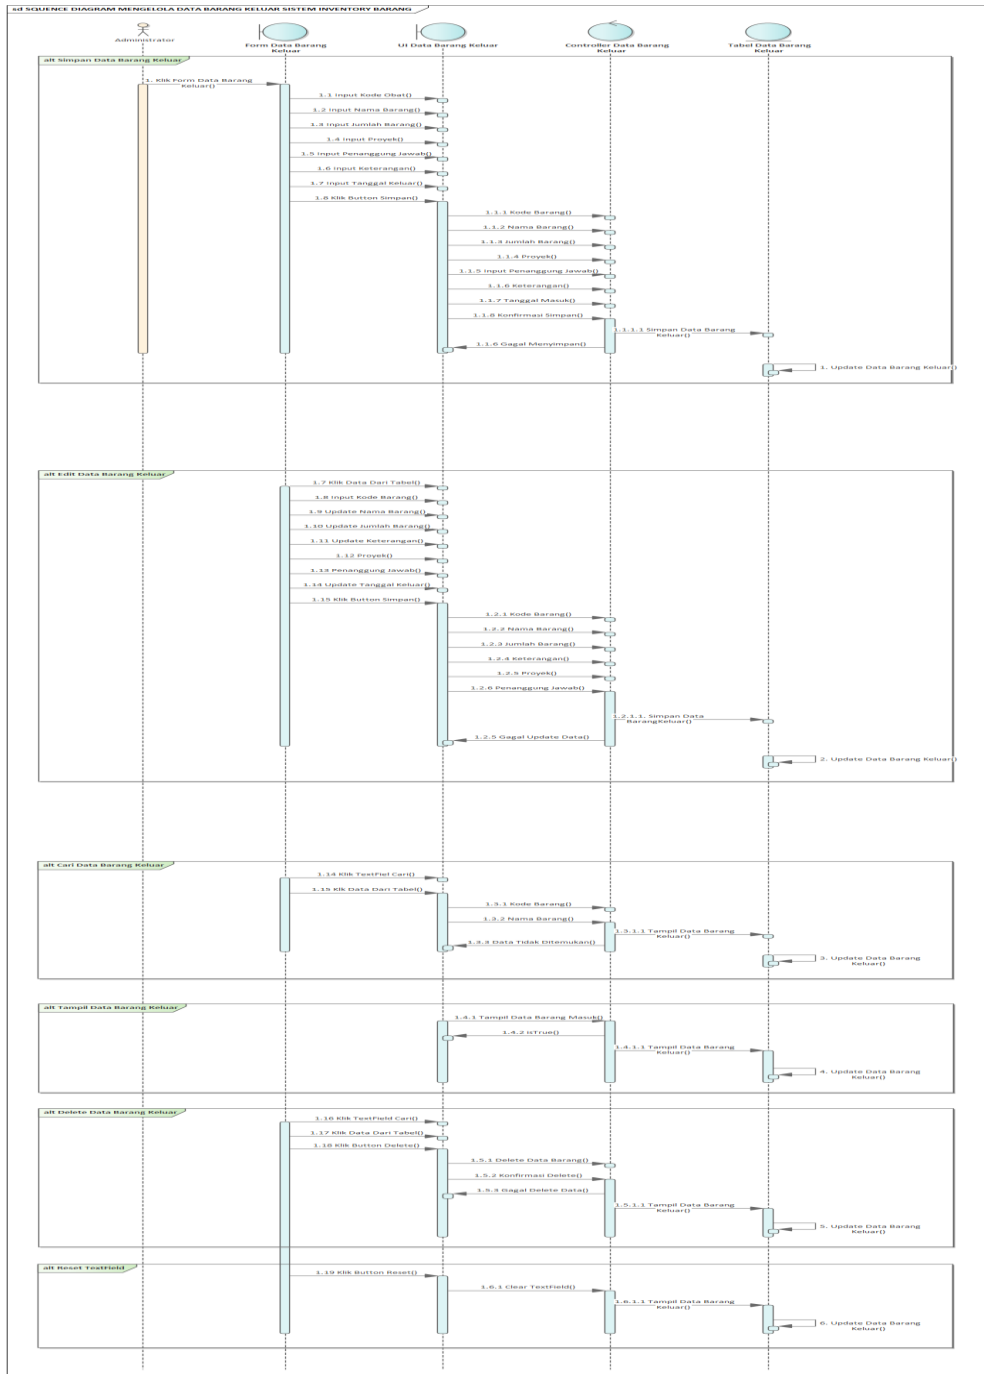 sd SQUENCE DIAGRAM MENGELOLA DATA BARANG KELUAR SISTEM INVENTORY BARANG
Administrator
Form Data Barang
Keluar
UI Data Barang Keluar
Controller Data Barang
Keluar
Tabel Data Barang
Keluar
alt Simpan Data Barang Keluar
1. Klik Form Data Barang
Keluar()
1.1 Input Kode Obat()
1.2 Input Nama Barang()
1.3 Input Jumlah Barang()
1.4 Input Proyek()
1.5 Input Penanggung Jawab()
1.6 Input Keterangan()
1.7 Input Tanggal Keluar()
1.8 Klik Button Simpan()
1.1.1 Kode Barang()
1.1.2 Nama Barang()
1.1.3 Jumlah Barang()
1.1.4 Proyek()
1.1.5 Input Penanggung Jawab()
1.1.6 Keterangan()
1.1.7 Tanggal Masuk()
1.1.8 Konfirmasi Simpan()
1.1.1.1 Simpan Data Barang
Keluar()
1.1.6 Gagal Menyimpan()
1. Update Data Barang Keluar()
alt Edit Data Barang Keluar
1.7 Klik Data Dari Tabel()
1.8 Input Kode Barang()
1.9 Update Nama Barang()
1.10 Update Jumlah Barang()
1.11 Update Keterangan()
1.12 Proyek()
1.13 Penanggung Jawab()
1.14 Update Tanggal Keluar()
1.15 Klik Button Simpan()
1.2.1 Kode Barang()
1.2.2 Nama Barang()
1.2.3 Jumlah Barang()
1.2.4 Keterangan()
1.2.5 Proyek()
1.2.6 Penanggung Jawab()
1.2.1.1. Simpan Data
BarangKeluar()
1.2.5 Gagal Update Data()
2. Update Data Barang Keluar()
alt Cari Data Barang Keluar
1.14 Klik TextFiel Cari()
1.15 Klk Data Dari Tabel()
1.3.1 Kode Barang()
1.3.2 Nama Barang()
1.3.1.1 Tampil Data Barang
Keluar()
1.3.3 Data Tidak Ditemukan()
3. Update Data Barang
Keluar()
alt Tampil Data Barang Keluar
1.4.1 Tampil Data Barang Masuk()
1.4.2 isTrue()
1.4.1.1 Tampil Data Barang
Keluar()
4. Update Data Barang
Keluar()
alt Delete Data Barang Keluar
1.16 Klik TextField Cari()
1.17 Klik Data Dari Tabel()
1.18 Klik Button Delete()
1.5.1 Delete Data Barang()
1.5.2 Konfirmasi Delete()
1.5.3 Gagal Delete Data()
1.5.1.1 Tampil Data Barang
Keluar()
5. Update Data Barang
Keluar()
alt Reset TextField
1.19 Klik Button Reset()
1.6.1 Clear TextField()
1.6.1.1 Tampil Data Barang
Keluar()
6. Update Data Barang
Keluar()